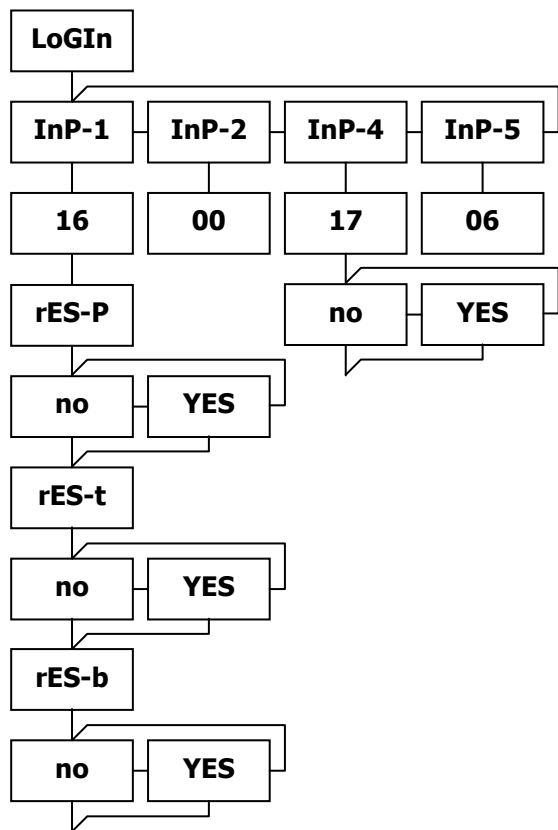 LoGIn
InP-1 InP-2 InP-4 InP-5
16 00 17 06
rES-P no YES
no YES
rES-t
no YES
rES-b
no YES